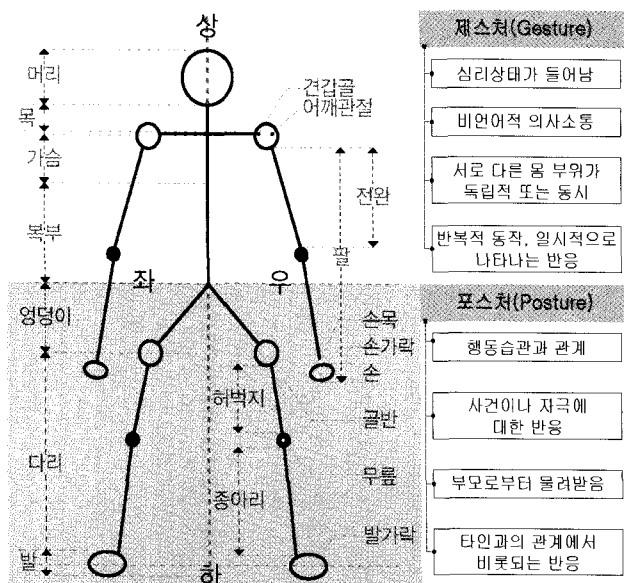 상
머리
목
가슴
복부
엉덩이
다리
발
견갑골
어깨관절
전완
팔
좌
우
손목
손가락
손
허벅지
골반
무릎
종아리
발가락
하
제스처(Gesture)
심리상태가 들어남
비언어적 의사소통
서로 다른 몸 부위가
독립적 또는 동시
반복적 동작, 일시적으로
나타나는 반응
포스처(Posture)
행동습관과 관계
사건이나 자극에
대한 반응
부모로부터 물려받음
타인과의 관계에서
비롯되는 반응